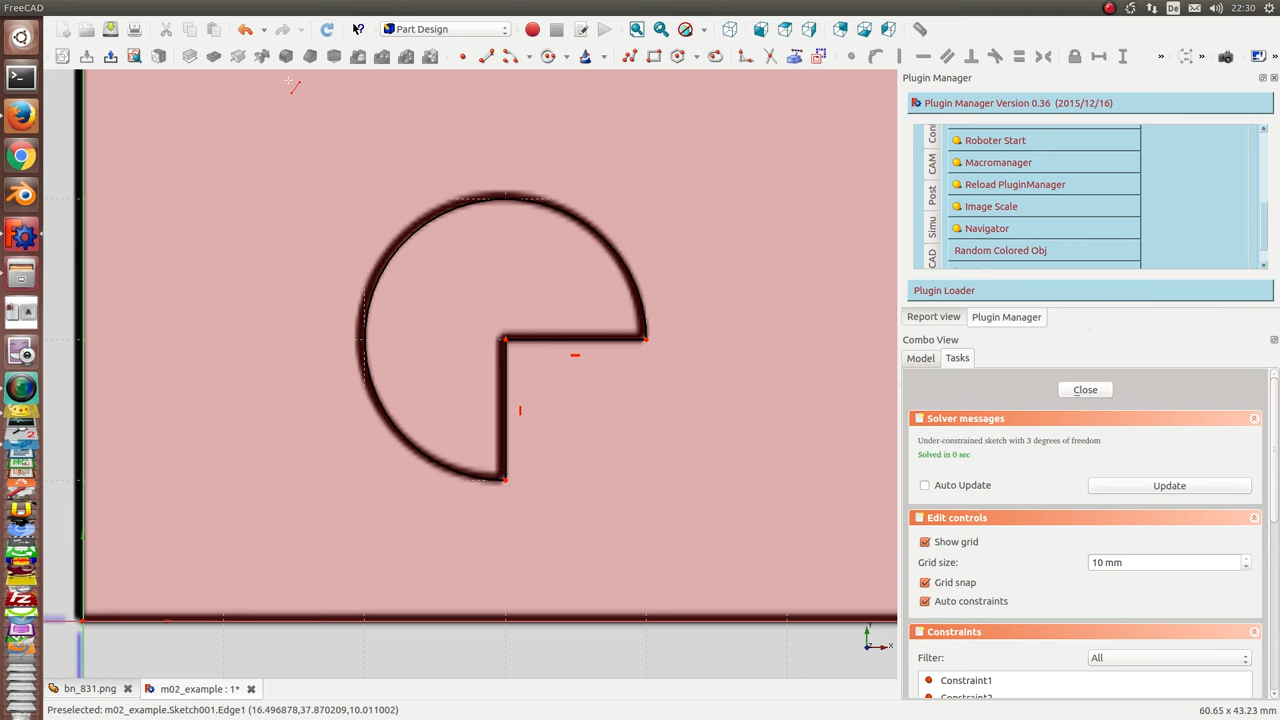 FreeCAD
De
22:30
Part Design
»
»
Plugin Manager
Plugin Manager Version 0.36 (2015/12/16)
Con
CAM
Post
Simu
CAD
Roboter Start
Macromanager
Reload PluginManager
Image Scale
Navigator
Random Colored Obj
Plugin Loader
Report view
Plugin Manager
Combo View
Model
Tasks
Close
Solver messages
Under-constrained sketch with 3 degrees of freedom
Solved in 0 sec
Auto Update
Update
Edit controls
Show grid
Grid size:
10 mm
Grid snap
Auto constraints
Constraints
Filter:
All
Constraint1
Constraint2
Y
X
bn_831.png
m02_example : 1*
Preselected: m02_example.Sketch001.Edge1 (16.496878,37.870209,10.011002)
60.65 x 43.23 mm